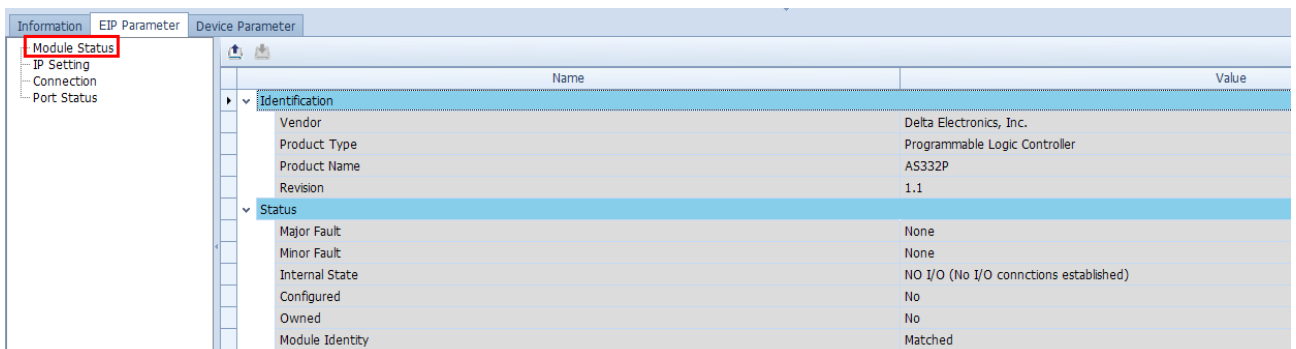 Information EIP Parameter Device Parameter
Module Status
IP Setting
Connection
Port Status
Name Value
Identification
Vendor Delta Electronics, Inc.
Product Type Programmable Logic Controller
Product Name AS332P
Revision 1.1
Status
Major Fault None
Minor Fault None
Internal State NO I/O (No I/O connctions established)
Configured No
Owned No
Module Identity Matched